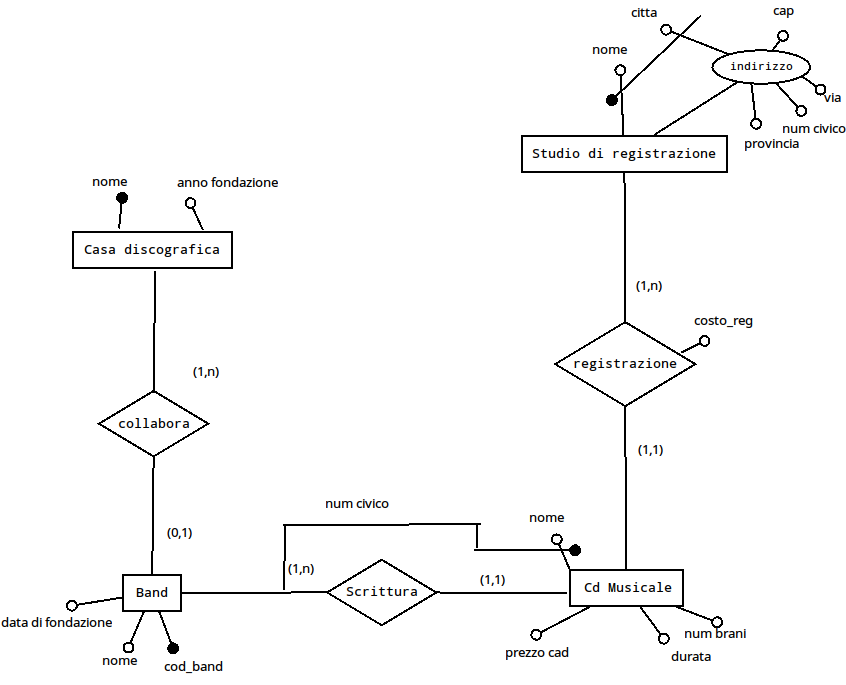 citta
cap
nome
indirizzo
via
num civico
provincia
Studio di registrazione
nome
anno fondazione
Casa discografica
(1,n)
costo_reg
registrazione
(1,n)
collabora
(1,1)
num civico
nome
(0,1)
(1,n)
(1,1)
Band
Scrittura
Cd Musicale
data di fondazione
nome
cod_band
prezzo cad
num brani
durata